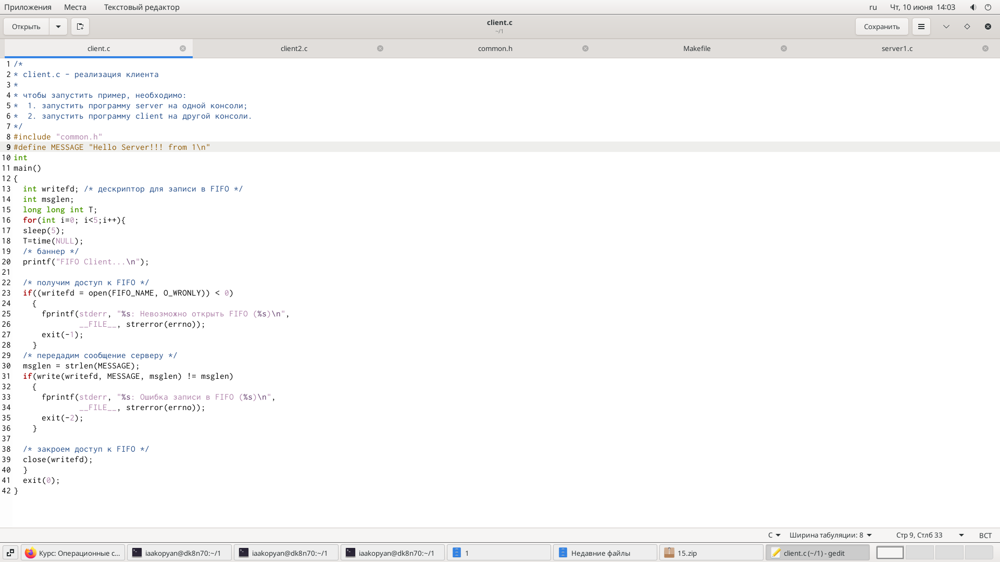 Приложения Места Текстовый редактор ru Чт, 10 июня 14:03
Открыть client.c Сохранить
~/1
client.c client2.c common.h Makefile server1.c
1 /*
2 * client.c - реализация клиента
3 *
4 * чтобы запустить пример, необходимо:
5 *  1. запустить программу server на одной консоли;
6 *  2. запустить программу client на другой консоли.
7 */
8 #include "common.h"
9 #define MESSAGE "Hello Server!!! from 1\n"
10 int
11 main()
12 {
13   int writefd; /* дескриптор для записи в FIFO */
14   int msglen;
15   long long int T;
16   for(int i=0; i<5;i++){
17   sleep(5);
18   T=time(NULL);
19   /* баннер */
20   printf("FIFO Client...\n");
21
22   /* получим доступ к FIFO */
23   if((writefd = open(FIFO_NAME, O_WRONLY)) < 0)
24     {
25       fprintf(stderr, "%s: Невозможно открыть FIFO (%s)\n",
26               __FILE__, strerror(errno));
27       exit(-1);
28     }
29   /* передадим сообщение серверу */
30   msglen = strlen(MESSAGE);
31   if(write(writefd, MESSAGE, msglen) != msglen)
32     {
33       fprintf(stderr, "%s: Ошибка записи в FIFO (%s)\n",
34               __FILE__, strerror(errno));
35       exit(-2);
36     }
37
38   /* закроем доступ к FIFO */
39   close(writefd);
40   }
41   exit(0);
42 }
C Ширина табуляции: 8 Стр 9, Стлб 33 ВСТ
Курс: Операционные с... iaakopyan@dk8n70:~/1 iaakopyan@dk8n70:~/1 iaakopyan@dk8n70:~/1 1 Недавние файлы 15.zip client.c (~/1) - gedit